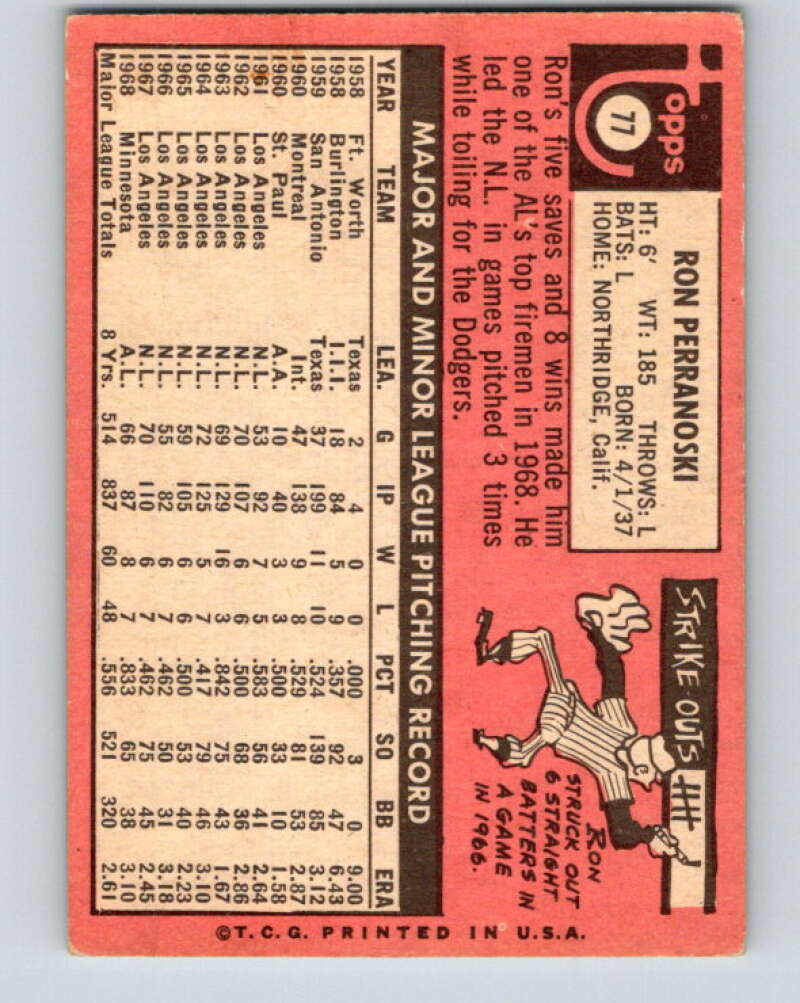 Topps
77
RON PERRANOSKI
HT: 6' WT: 185 THROWS: L
BATS: L BORN: 4/1/37
HOME: NORTHRIDGE, Calif.
Ron's five saves and 8 wins made him
one of the AL's top firemen in 1968. He
led the N.L. in games pitched 3 times
while toiling for the Dodgers.
STRIKE-OUTS
RON
STRUCK OUT
6 STRAIGHT
BATTERS IN
A GAME
IN 1966.
MAJOR AND MINOR LEAGUE PITCHING RECORD
YEAR TEAM LEA. G IP W L PCT SO BB ERA
1958 Ft. Worth Texas 2 4 0 0 .000 3 0 9.00
1958 Burlington I.I.I. 18 84 5 9 .357 92 47 6.43
1959 San Antonio Texas 37 199 11 10 .524 139 85 3.12
1960 Montreal Int. 47 138 9 8 .529 81 53 2.87
1960 St. Paul A.A. 10 40 3 3 .500 33 10 1.58
1961 Los Angeles N.L. 53 92 7 5 .583 56 41 2.64
1962 Los Angeles N.L. 70 107 6 6 .500 68 36 2.86
1963 Los Angeles N.L. 69 129 16 3 .842 75 43 1.67
1964 Los Angeles N.L. 72 125 5 7 .417 79 46 3.10
1965 Los Angeles N.L. 59 105 6 6 .500 53 40 2.23
1966 Los Angeles N.L. 55 82 6 7 .462 50 31 3.18
1967 Los Angeles N.L. 70 110 6 7 .462 75 45 2.45
1968 Minnesota A.L. 66 87 8 7 .833 65 38 3.10
Major League Totals 8 Yrs. 514 837 60 48 .556 521 320 2.61
©T.C.G. PRINTED IN U.S.A.